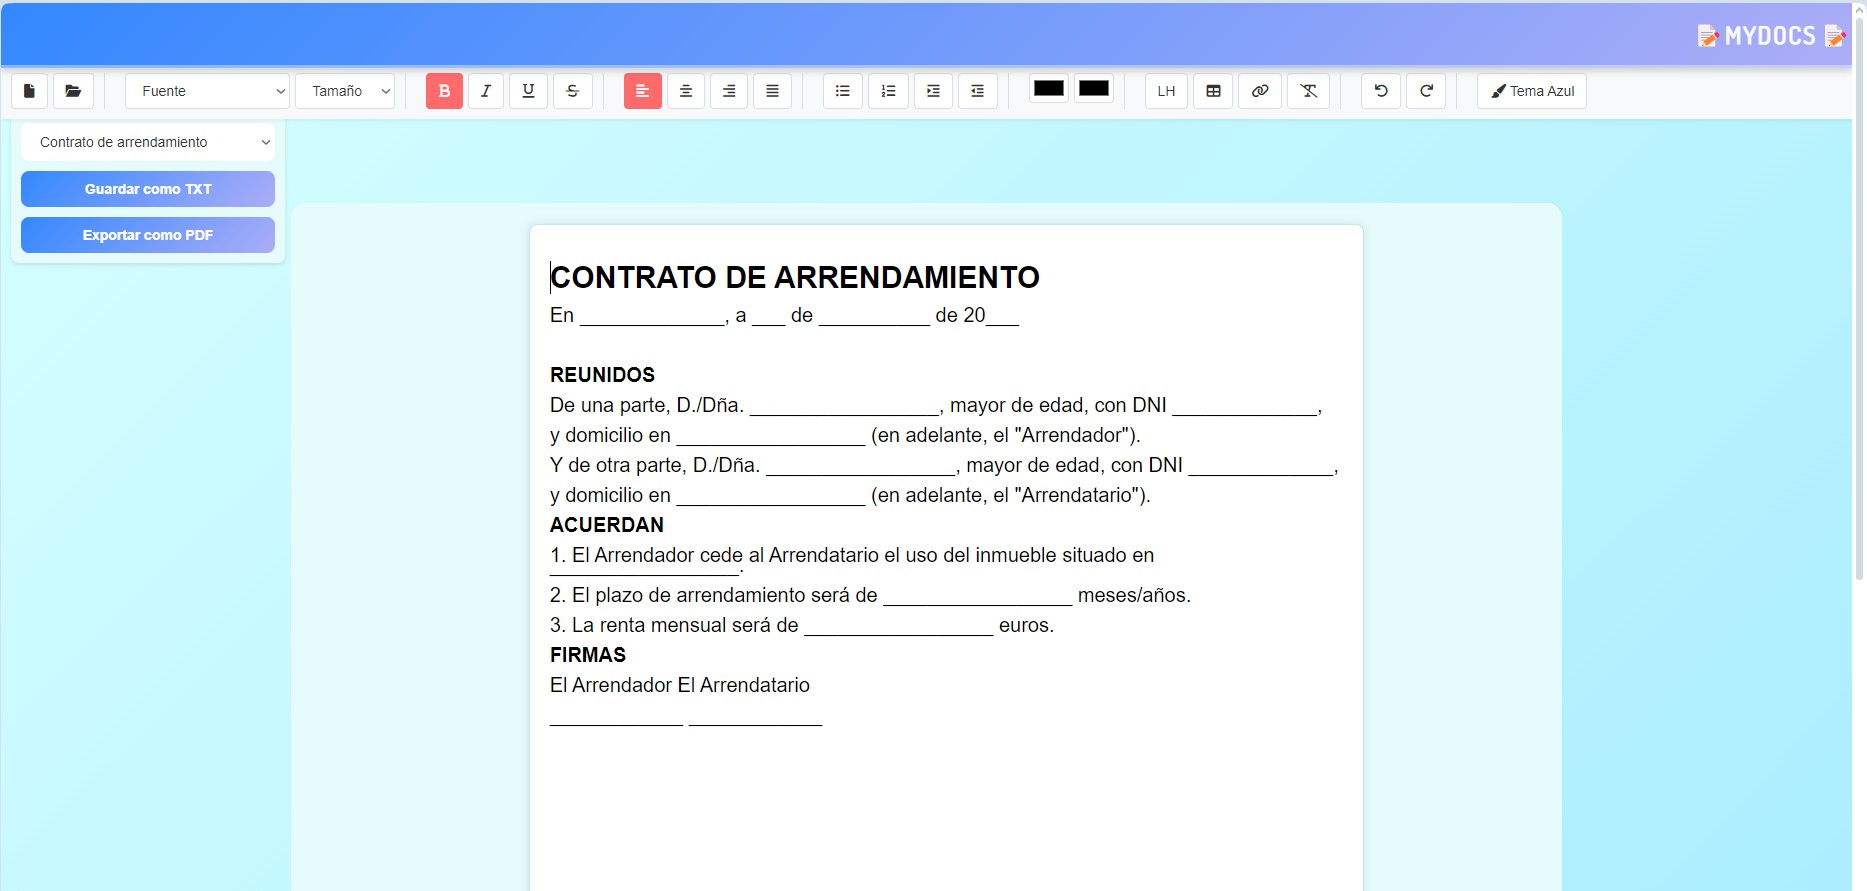 MYDOCS
Fuente
Tamaño
B
I
U
S
LH
Tema Azul
Contrato de arrendamiento
Guardar como TXT
Exportar como PDF
CONTRATO DE ARRENDAMIENTO
En _____________, a ___ de __________ de 20___
REUNIDOS
De una parte, D./Dña. _________________, mayor de edad, con DNI _____________,
y domicilio en _________________ (en adelante, el "Arrendador").
Y de otra parte, D./Dña. _________________, mayor de edad, con DNI _____________,
y domicilio en _________________ (en adelante, el "Arrendatario").
ACUERDAN
1. El Arrendador cede al Arrendatario el uso del inmueble situado en
_________________.
2. El plazo de arrendamiento será de _________________ meses/años.
3. La renta mensual será de _________________ euros.
FIRMAS
El Arrendador El Arrendatario
____________ ____________